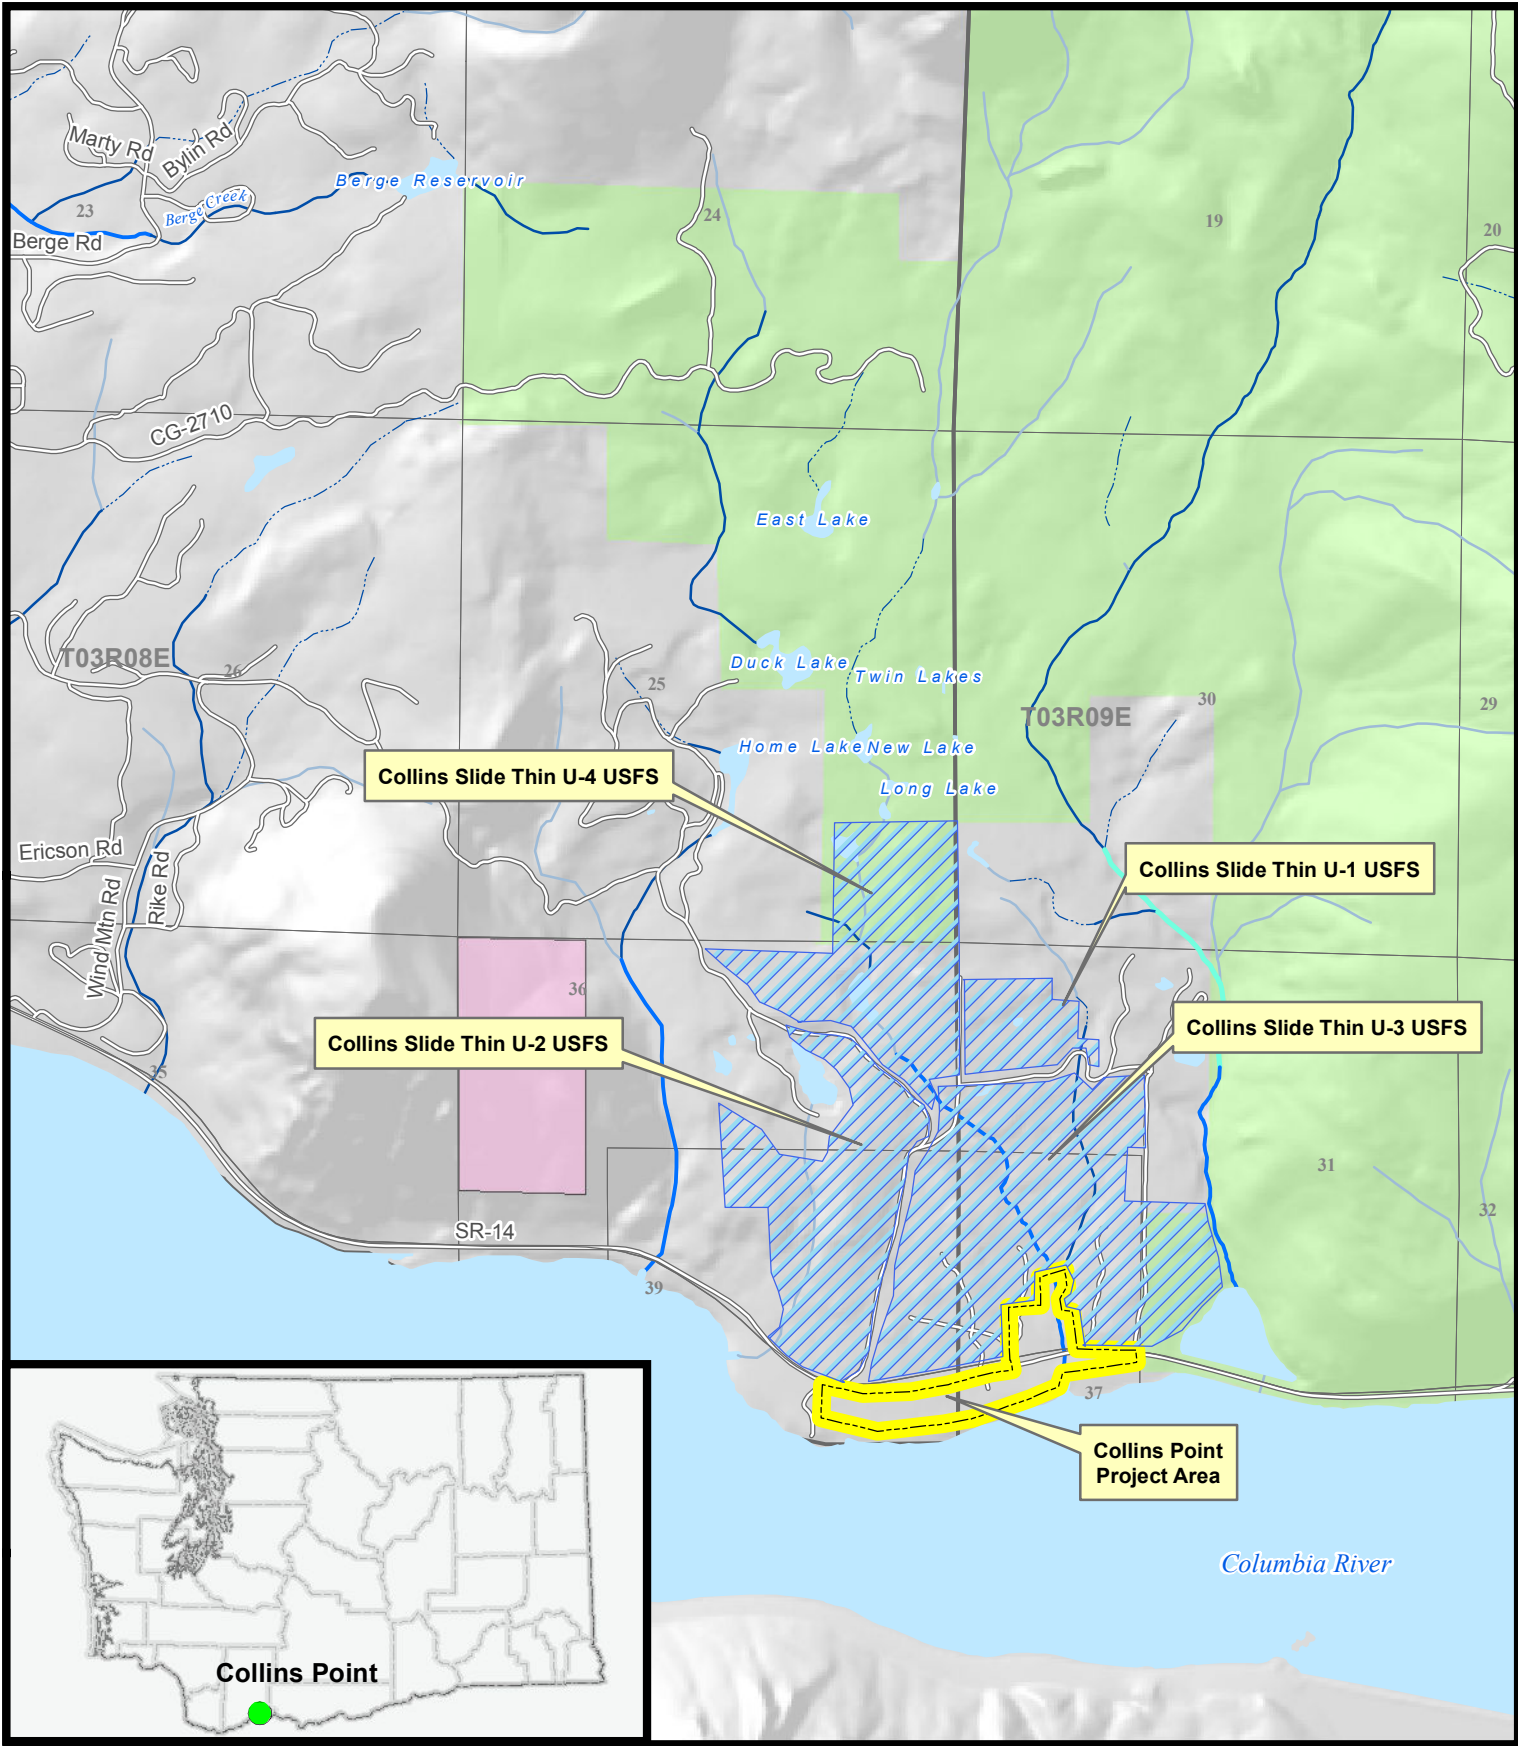 Marty Rd
Bylin Rd
Berge Reservoir
Berge Creek
23
24
19
20
Berge Rd
CG-2710
East Lake
T03R08E
26
25
Duck Lake
Twin Lakes
30
29
T03R09E
Home Lake
New Lake
Collins Slide Thin U-4 USFS
Long Lake
Ericson Rd
Rike Rd
Wind Mtn Rd
Collins Slide Thin U-1 USFS
36
Collins Slide Thin U-3 USFS
Collins Slide Thin U-2 USFS
35
31
32
SR-14
39
37
Collins Point
Project Area
Columbia River
Collins Point